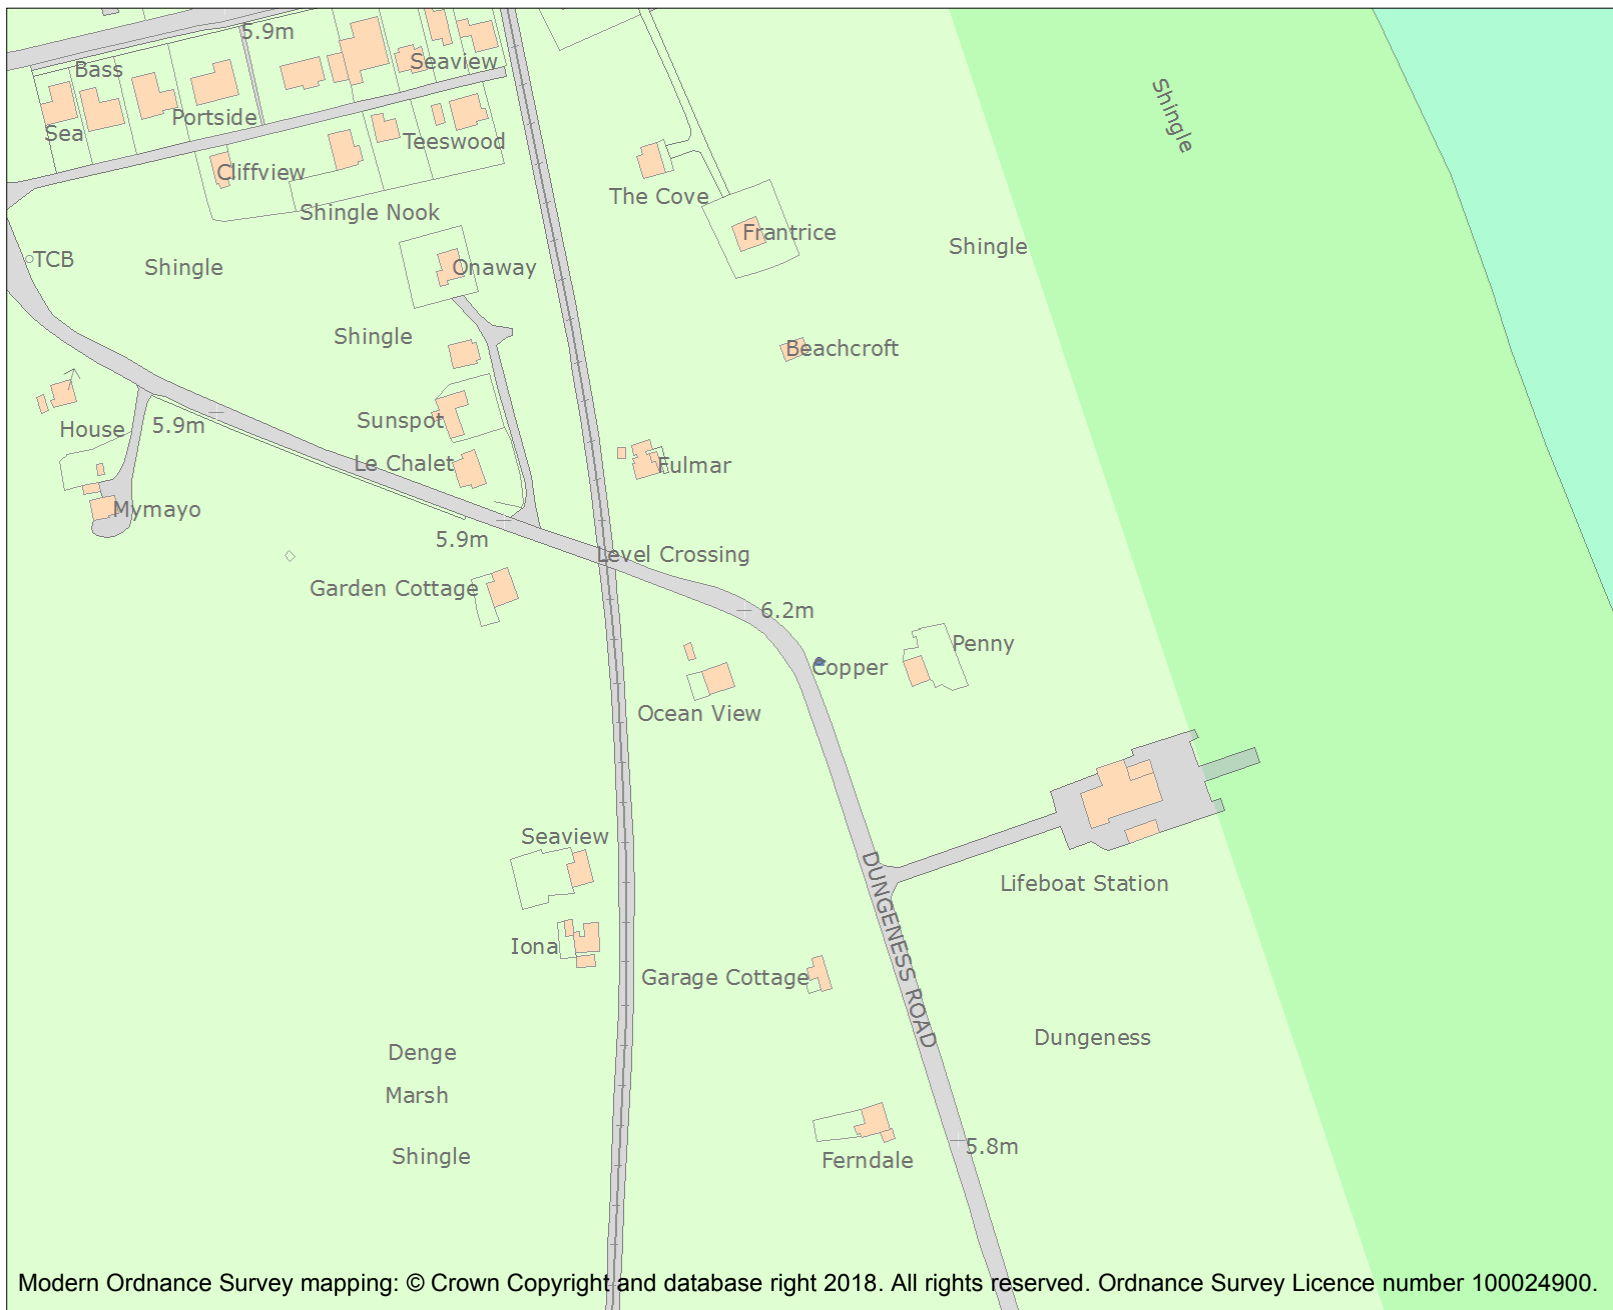 5.9m
Bass
Seaview
Shingle
Portside
Sea
Teeswood
Cliffview
The Cove
Shingle Nook
Frantrice
Shingle
TCB
Shingle
Onaway
Shingle
Beachcroft
Sunspot
House
5.9m
Le Chalet
Fulmar
Mymayo
5.9m
Level Crossing
Garden Cottage
6.2m
Penny
Copper
Ocean View
Seaview
Lifeboat Station
DUNGENESS ROAD
Iona
Garage Cottage
Dungeness
Denge
Marsh
Shingle
5.8m
Ferndale
Modern Ordnance Survey mapping: © Crown Copyright and database right 2018. All rights reserved. Ordnance Survey Licence number 100024900.